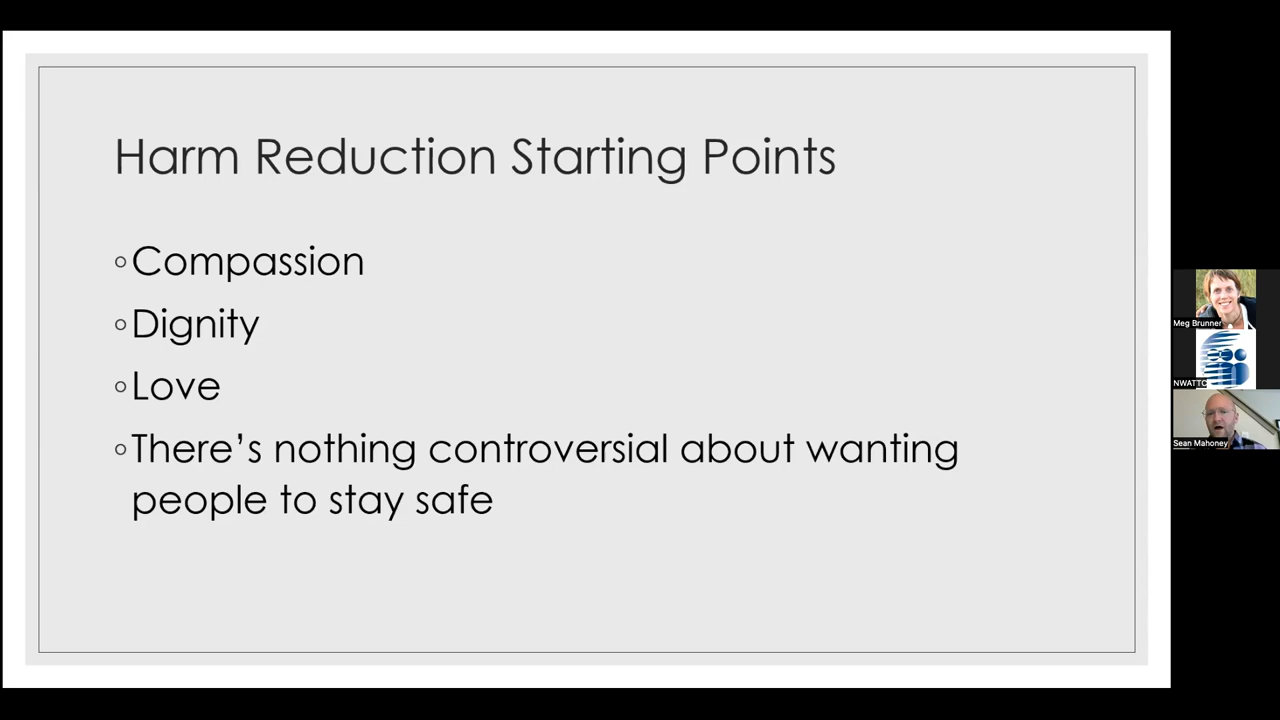 Harm Reduction Starting Points
◦Compassion
◦Dignity
◦Love
◦There’s nothing controversial about wanting
people to stay safe
Meg Brunner
NWATTC
Sean Mahoney